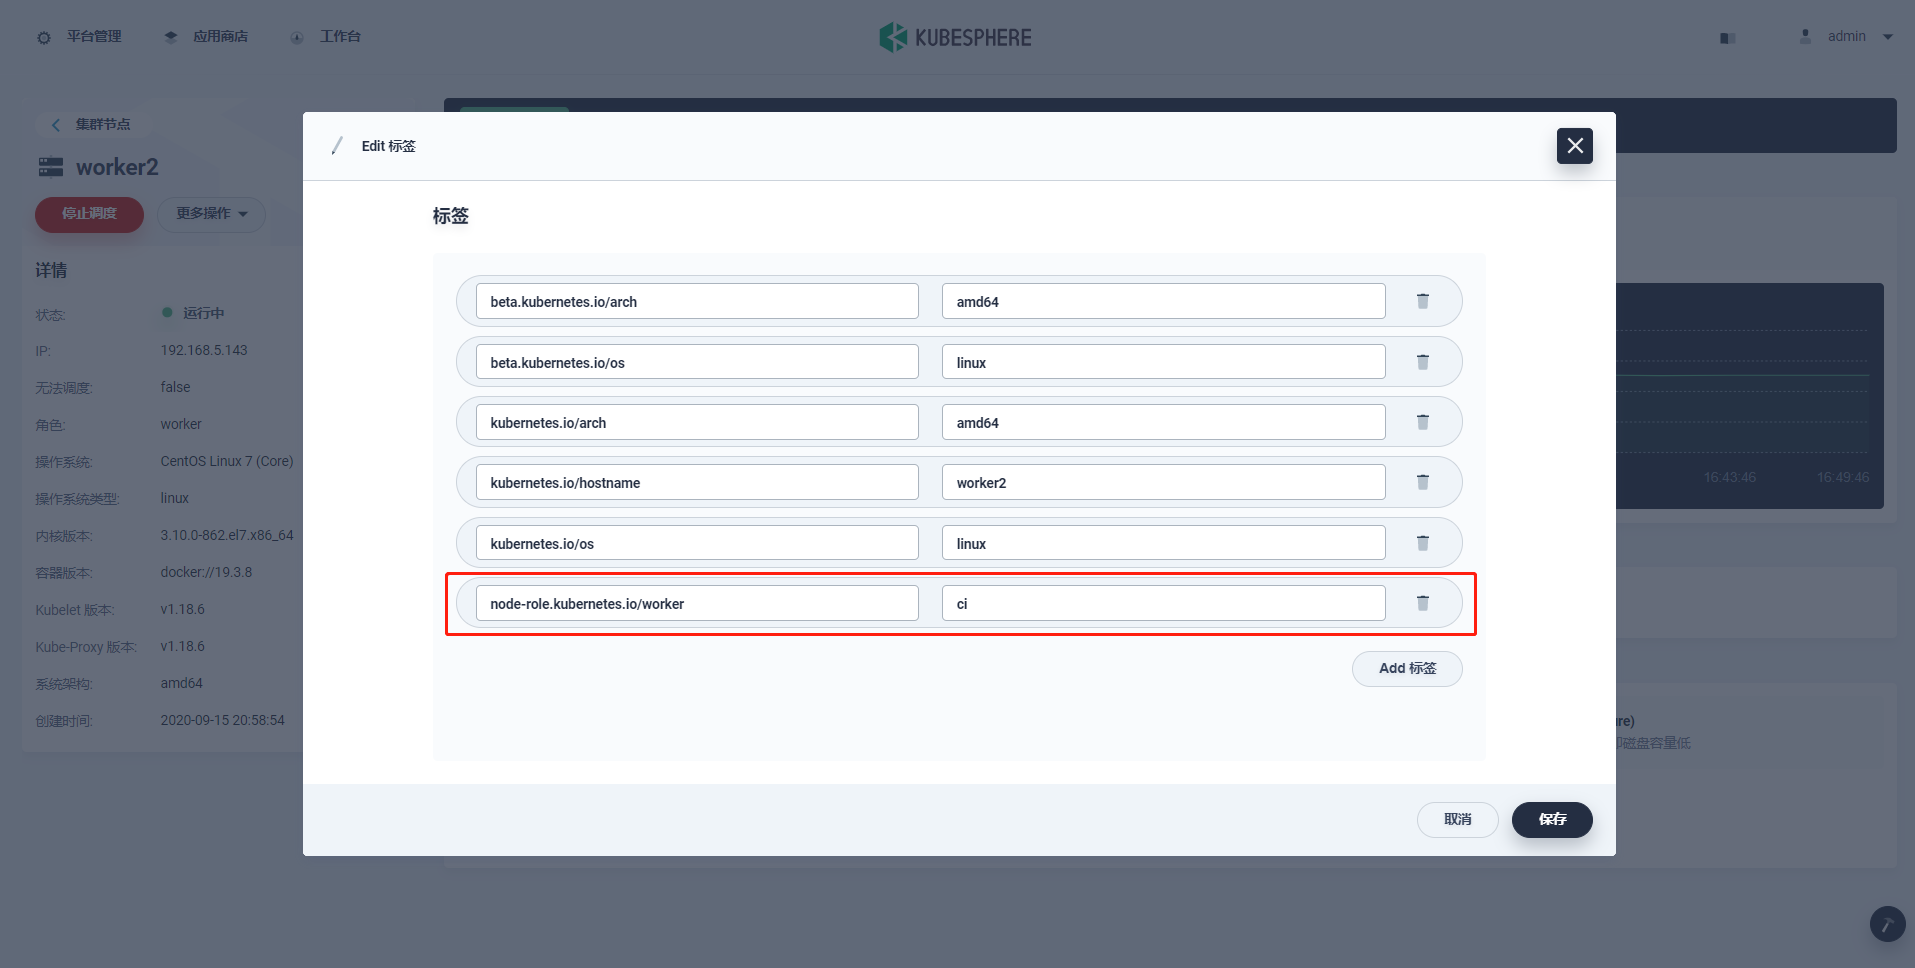 平台管理
应用商店
工作台
KUBESPHERE
admin
集群节点
worker2
停止调度
更多操作
详情
状态:
运行中
IP:
192.168.5.143
无法调度:
false
角色:
worker
操作系统:
CentOS Linux 7 (Core)
操作系统类型:
linux
内核版本:
3.10.0-862.el7.x86_64
容器版本:
docker://19.3.8
Kubelet 版本:
v1.18.6
Kube-Proxy 版本:
v1.18.6
系统架构:
amd64
创建时间:
2020-09-15 20:58:54
Edit 标签
标签
beta.kubernetes.io/arch
amd64
beta.kubernetes.io/os
linux
kubernetes.io/arch
amd64
kubernetes.io/hostname
worker2
kubernetes.io/os
linux
node-role.kubernetes.io/worker
ci
Add 标签
取消
保存
16:43:46
16:49:46
磁盘容量低